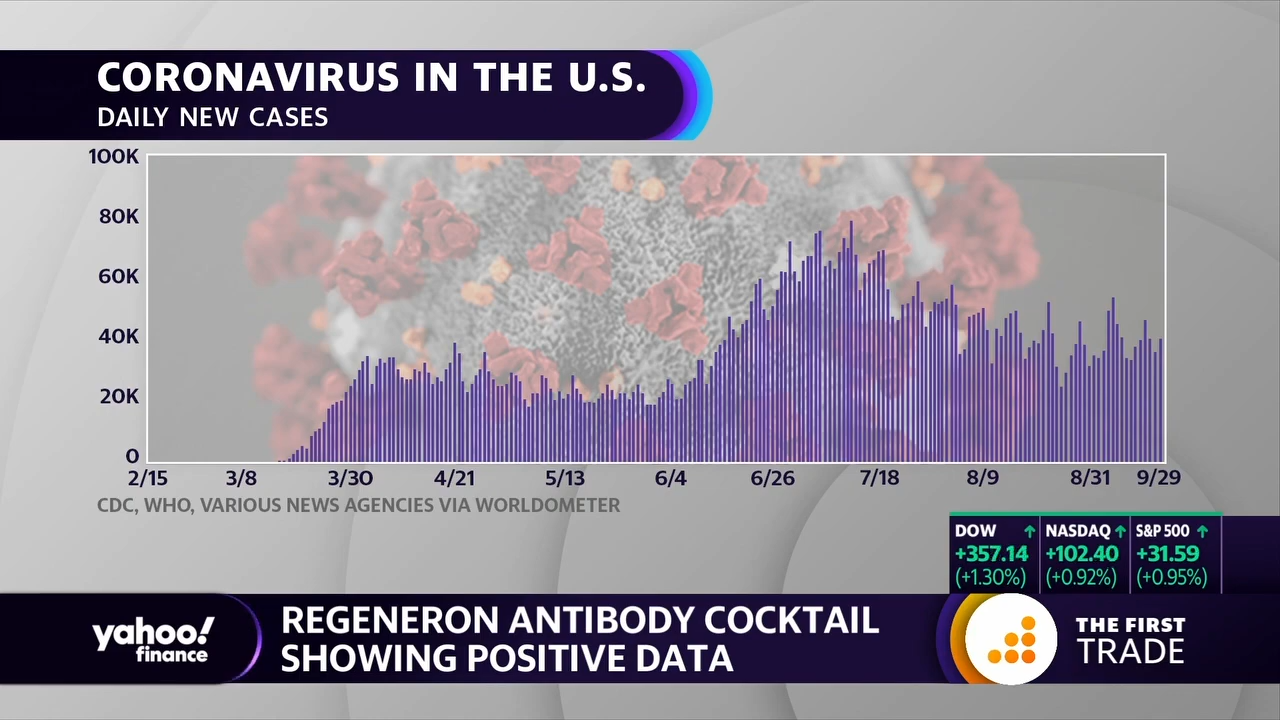 CORONAVIRUS IN THE U.S.
DAILY NEW CASES
100K
80K
60K
40K
20K
0
2/15 3/8 3/30 4/21 5/13 6/4 6/26 7/18 8/9 8/31 9/29
CDC, WHO, VARIOUS NEWS AGENCIES VIA WORLDOMETER
DOW NASDAQ S&P 500
+357.14 +102.40 +31.59
(+1.30%) (+0.92%) (+0.95%)
yahoo!
finance
REGENERON ANTIBODY COCKTAIL
SHOWING POSITIVE DATA
THE FIRST
TRADE